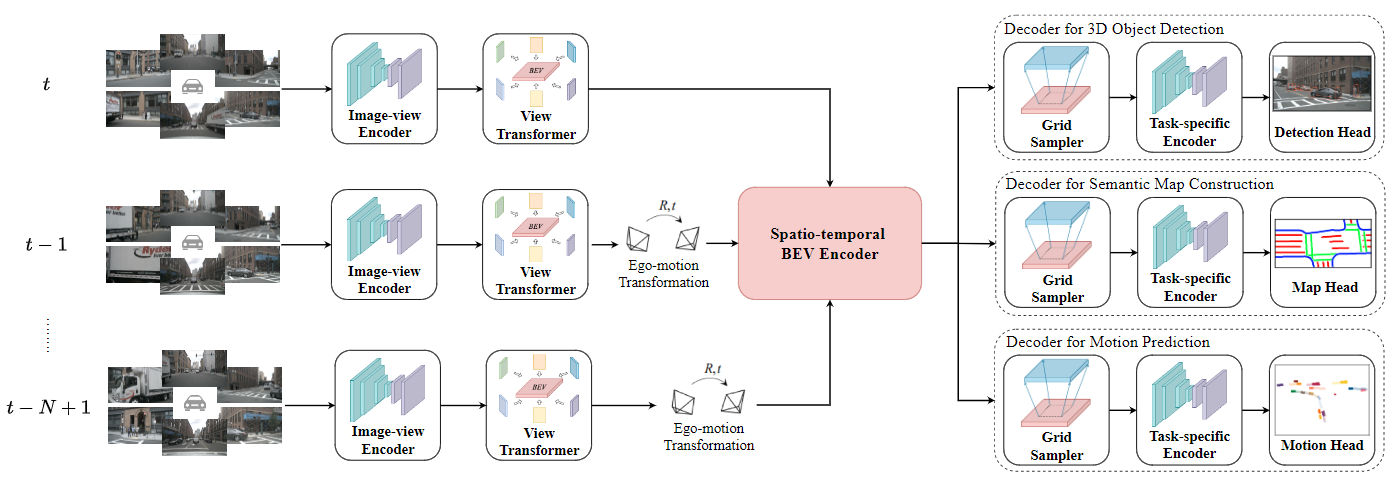 t
Image-view
Encoder
BEV
View
Transformer
t − 1
Image-view
Encoder
BEV
View
Transformer
R, t
Ego-motion
Transformation
t − N + 1
Image-view
Encoder
BEV
View
Transformer
R, t
Ego-motion
Transformation
Spatio-temporal
BEV Encoder
Decoder for 3D Object Detection
Grid
Sampler
Task-specific
Encoder
Detection Head
Decoder for Semantic Map Construction
Grid
Sampler
Task-specific
Encoder
Map Head
Decoder for Motion Prediction
Grid
Sampler
Task-specific
Encoder
Motion Head